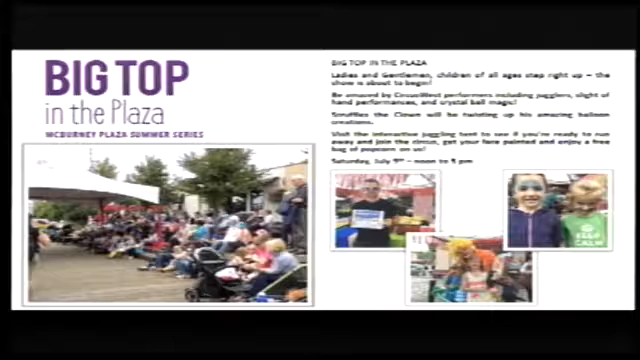 BIG TOP
in the Plaza
MCBURNEY PLAZA SUMMER SERIES
BIG TOP IN THE PLAZA
Ladies and Gentlemen, children of all ages step right up – the
show is about to begin!
Be amazed by CircusWest performers including jugglers, slight of
hand performances, and crystal ball magic!
Scruffles the Clown will be twisting up his amazing balloon
creations.
Visit the interactive juggling tent to see if you're ready to run
away and join the circus, get your face painted and enjoy a free
bag of popcorn on us!
Saturday, July 9th – noon to 3 pm
KEEP
CALM